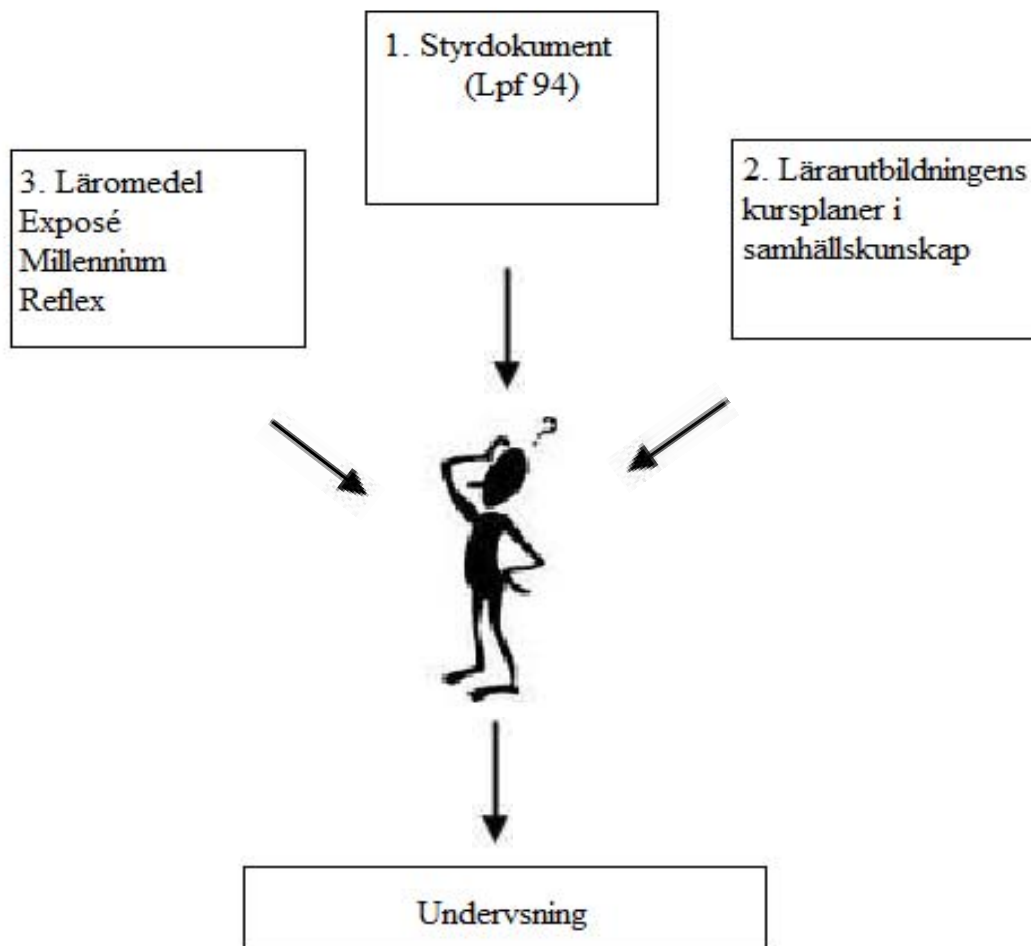 1. Styrdokument
(Lpf 94)
3. Läromedel
Exposé
Millennium
Reflex
2. Lärarutbildningens
kursplaner i
samhällskunskap
?
Undervsning